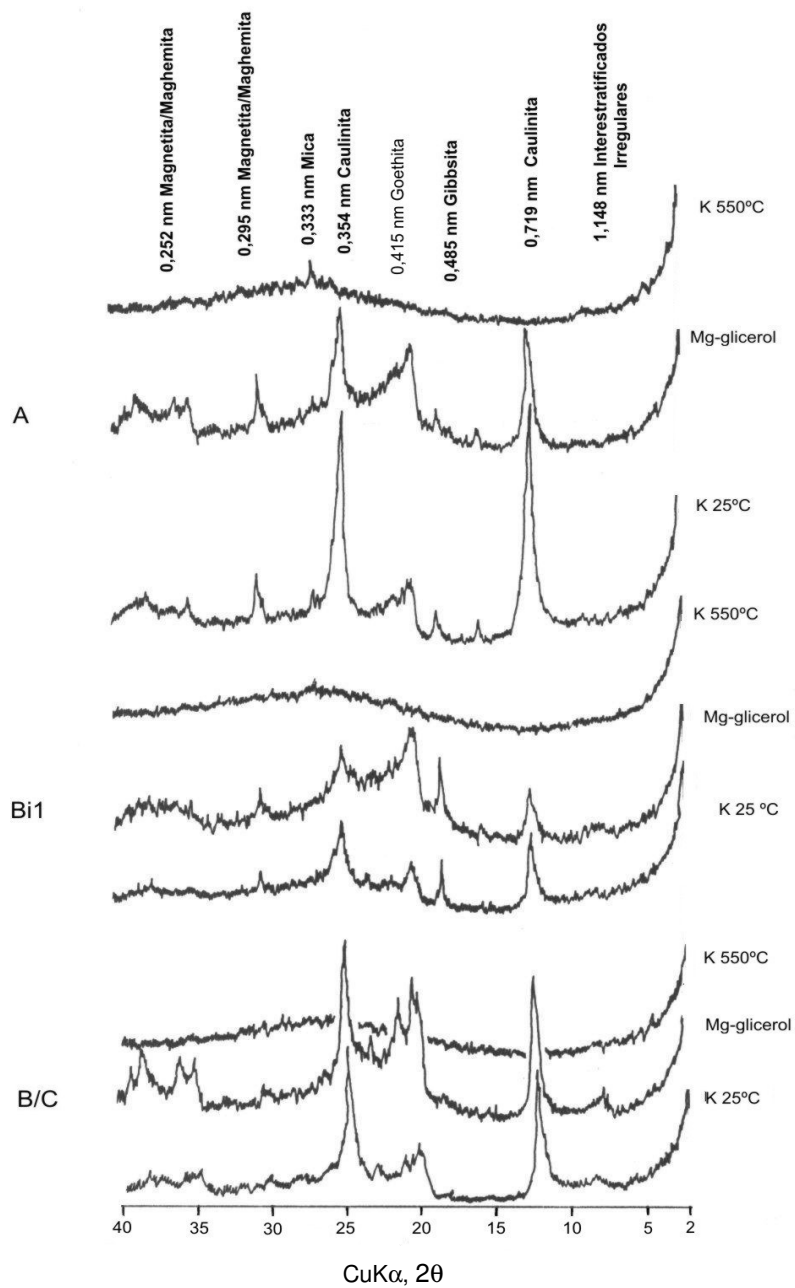 0,252 nm Magnetita/Maghemita
0,295 nm Magnetita/Maghemita
0,333 nm Mica
0,354 nm Caulinita
0,415 nm Goethita
0,485 nm Gibbsita
0,719 nm Caulinita
1,148 nm Interestratificados
Irregulares
K 550ºC
Mg-glicerol
A
K 25ºC
K 550ºC
Mg-glicerol
Bi1
K 25 ºC
K 550ºC
Mg-glicerol
B/C
K 25ºC
40 35 30 25 20 15 10 5 2
CuKα, 2θ